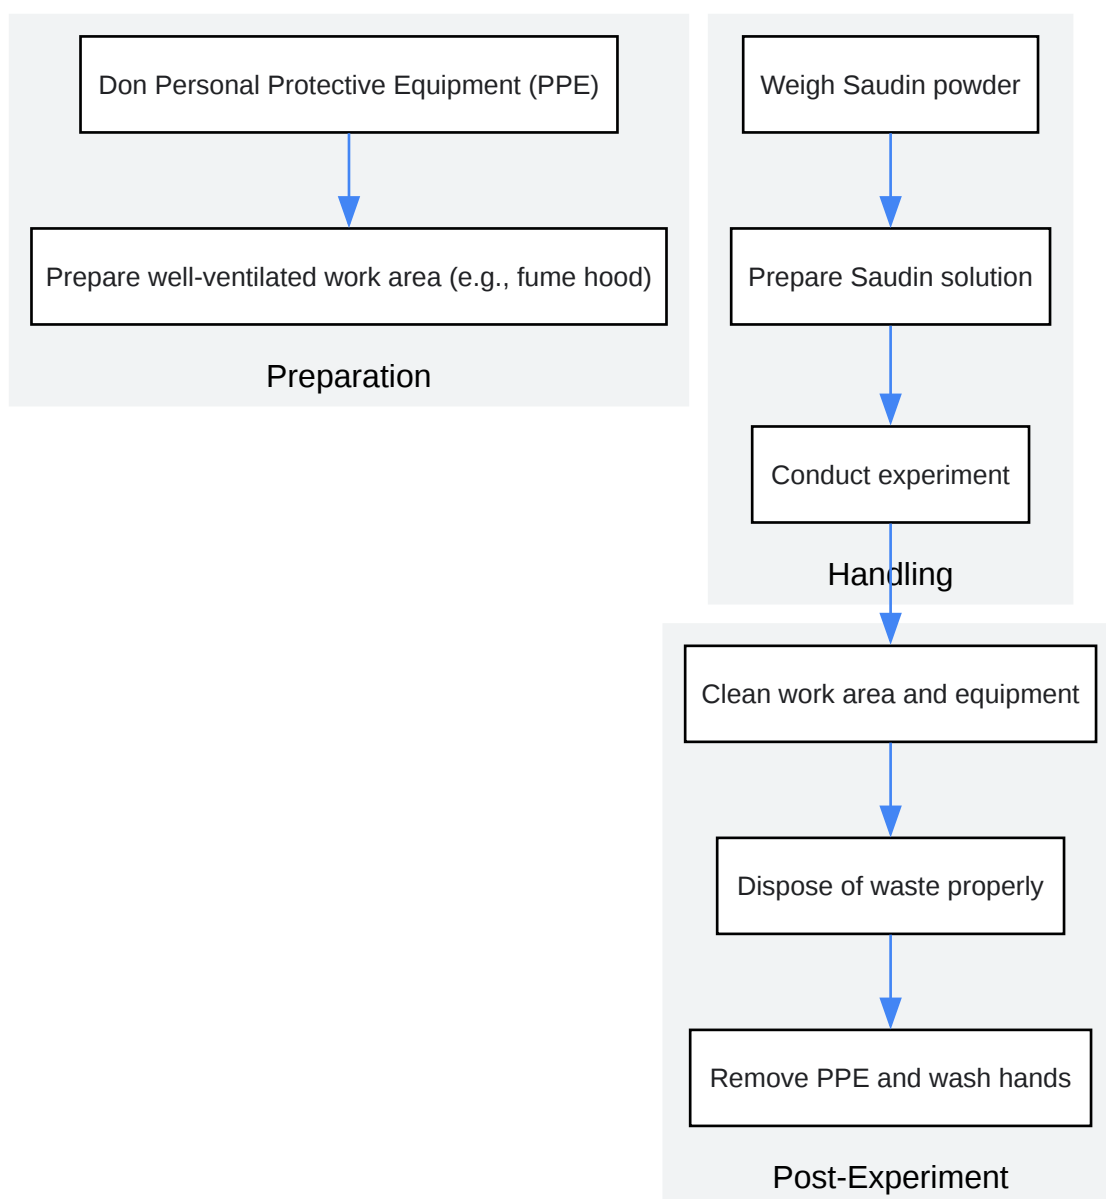 Don Personal Protective Equipment (PPE)
Prepare well-ventilated work area (e.g., fume hood)
Preparation
Weigh Saudin powder
Prepare Saudin solution
Conduct experiment
Handling
Clean work area and equipment
Dispose of waste properly
Remove PPE and wash hands
Post-Experiment